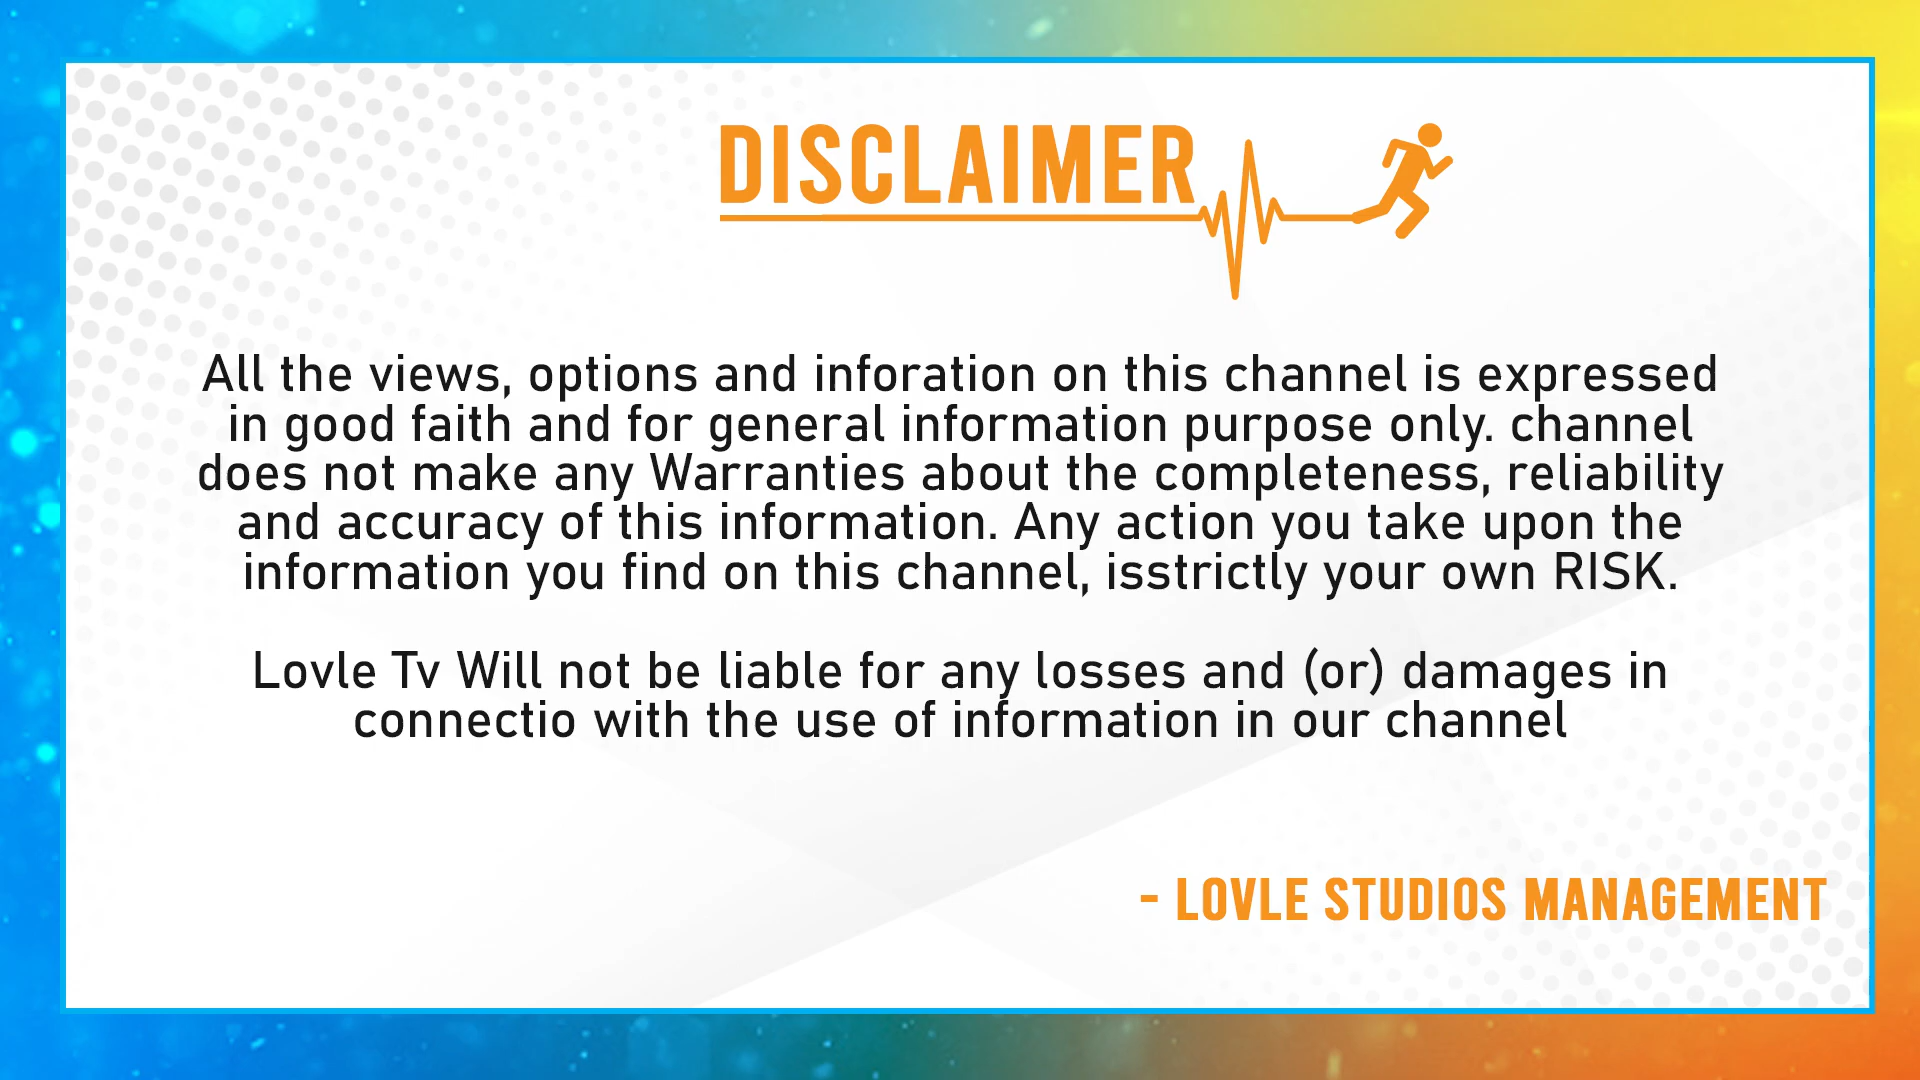 DISCLAIMER
All the views, options and inforation on this channel is expressed
in good faith and for general information purpose only. channel
does not make any Warranties about the completeness, reliability
and accuracy of this information. Any action you take upon the
information you find on this channel, isstrictly your own RISK.
Lovle Tv Will not be liable for any losses and (or) damages in
connectio with the use of information in our channel
- LOVLE STUDIOS MANAGEMENT